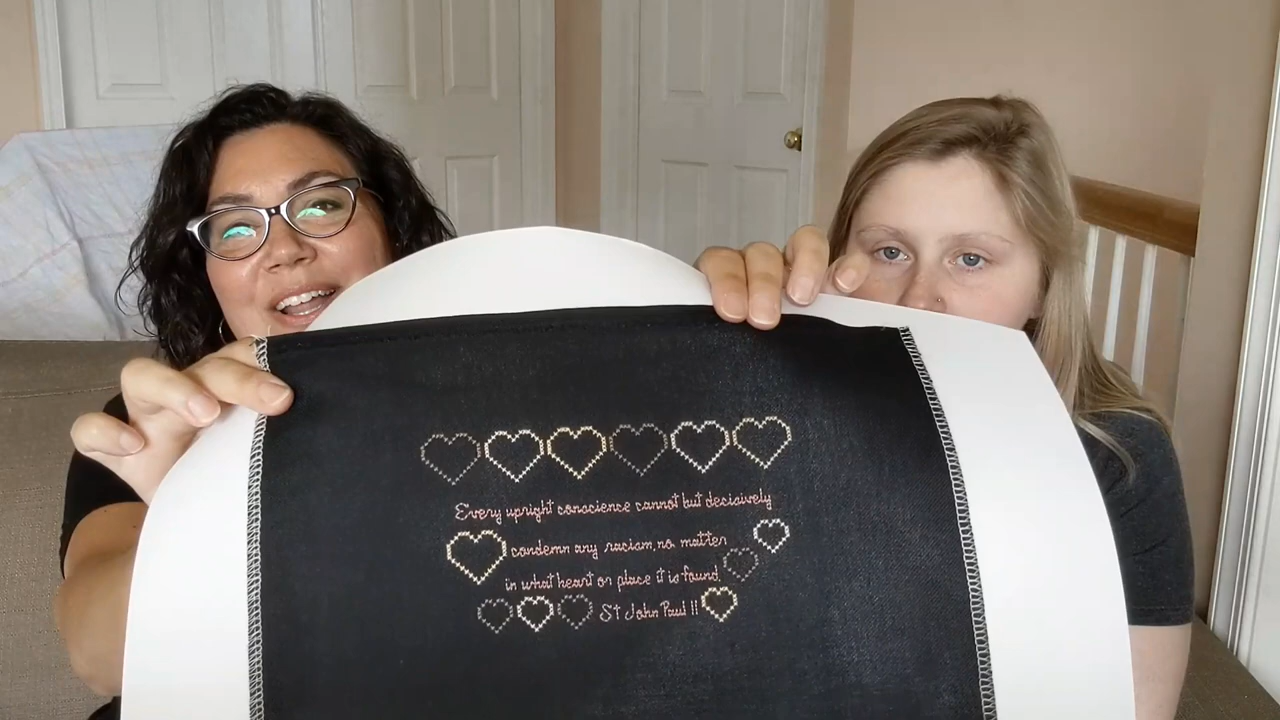 Every upright conscience cannot but decisively
condemn any racism, no matter
in what heart or place it is found.
St John Paul II